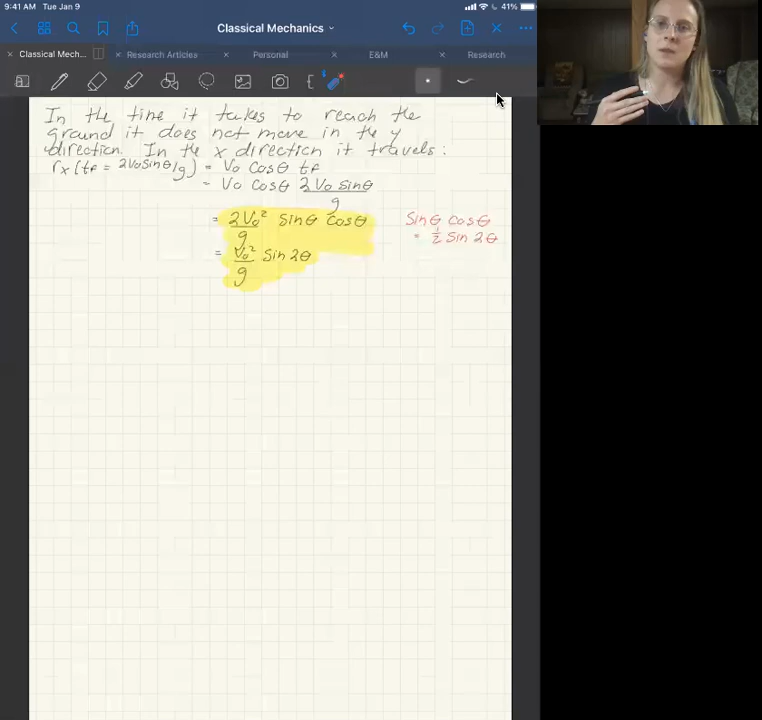 9:41 AM Tue Jan 9
41%
Classical Mechanics
Classical Mech...
Research Articles
Personal
E&M
Research
In the time it takes to reach the
ground it does not move in the y
direction. In the x direction it travels:
rx(tf = 2V0 sinθ/g) = V0 cosθ tf
= V0 cosθ 2V0 sinθ/g
= 2V0²/g sinθ cosθ
sinθ cosθ
= 1/2 sin 2θ
= V0²/g sin 2θ